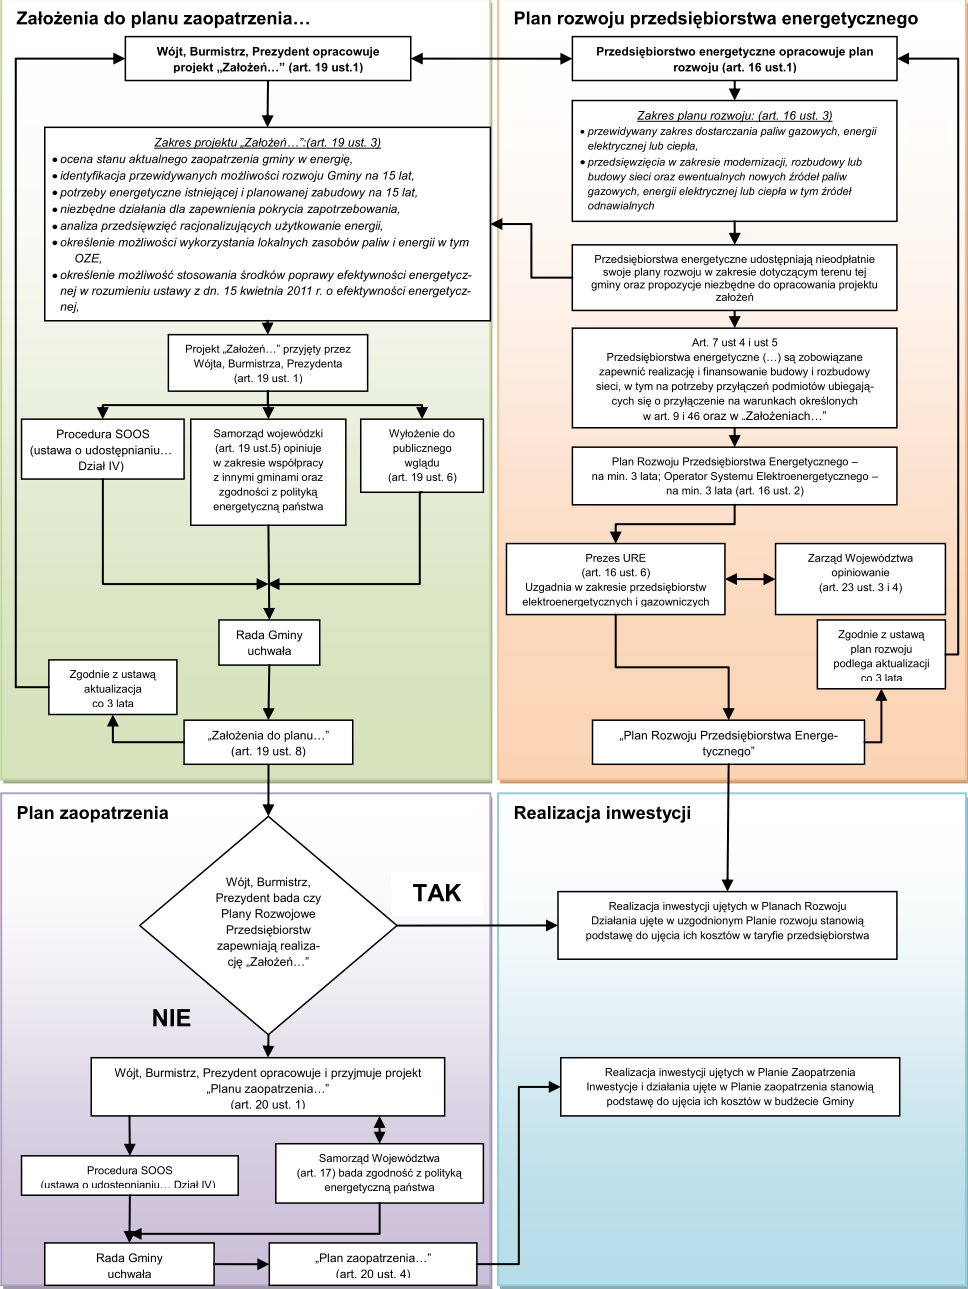 Założenia do planu zaopatrzenia…
Wójt, Burmistrz, Prezydent opracowuje
projekt „Założeń…” (art. 19 ust.1)
Zakres projektu „Założeń…”:(art. 19 ust. 3)
• ocena stanu aktualnego zaopatrzenia gminy w energię,
• identyfikacja przewidywanych możliwości rozwoju Gminy na 15 lat,
• potrzeby energetyczne istniejącej i planowanej zabudowy na 15 lat,
• niezbędne działania dla zapewnienia pokrycia zapotrzebowania,
• analiza przedsięwzięć racjonalizujących użytkowanie energii,
• określenie możliwości wykorzystania lokalnych zasobów paliw i energii w tym
OZE,
• określenie możliwość stosowania środków poprawy efektywności energetycz-
nej w rozumieniu ustawy z dn. 15 kwietnia 2011 r. o efektywności energetycz-
nej,
Projekt „Założeń…” przyjęty przez
Wójta, Burmistrza, Prezydenta
(art. 19 ust. 1)
Procedura SOOS
(ustawa o udostępnianiu…
Dział IV)
Samorząd wojewódzki
(art. 19 ust.5) opiniuje
w zakresie współpracy
z innymi gminami oraz
zgodności z polityką
energetyczną państwa
Wyłożenie do
publicznego
wglądu
(art. 19 ust. 6)
Rada Gminy
uchwała
Zgodnie z ustawą
aktualizacja
co 3 lata
„Założenia do planu…”
(art. 19 ust. 8)
Plan rozwoju przedsiębiorstwa energetycznego
Przedsiębiorstwo energetyczne opracowuje plan
rozwoju (art. 16 ust.1)
Zakres planu rozwoju: (art. 16 ust. 3)
• przewidywany zakres dostarczania paliw gazowych, energii
elektrycznej lub ciepła,
• przedsięwzięcia w zakresie modernizacji, rozbudowy lub
budowy sieci oraz ewentualnych nowych źródeł paliw
gazowych, energii elektrycznej lub ciepła w tym źródeł
odnawialnych
Przedsiębiorstwa energetyczne udostępniają nieodpłatnie
swoje plany rozwoju w zakresie dotyczącym terenu tej
gminy oraz propozycje niezbędne do opracowania projektu
założeń
Art. 7 ust 4 i ust 5
Przedsiębiorstwa energetyczne (…) są zobowiązane
zapewnić realizację i finansowanie budowy i rozbudowy
sieci, w tym na potrzeby przyłączeń podmiotów ubiegają-
cych się o przyłączenie na warunkach określonych
w art. 9 i 46 oraz w „Założeniach…”
Plan Rozwoju Przedsiębiorstwa Energetycznego –
na min. 3 lata; Operator Systemu Elektroenergetycznego –
na min. 3 lata (art. 16 ust. 2)
Prezes URE
(art. 16 ust. 6)
Uzgadnia w zakresie przedsiębiorstw
elektroenergetycznych i gazowniczych
Zarząd Województwa
opiniowanie
(art. 23 ust. 3 i 4)
Zgodnie z ustawą
plan rozwoju
podlega aktualizacji
co 3 lata
„Plan Rozwoju Przedsiębiorstwa Energe-
tycznego”
Plan zaopatrzenia
Wójt, Burmistrz,
Prezydent bada czy
Plany Rozwojowe
Przedsiębiorstw
zapewniają realiza-
cję „Założeń…”
TAK
NIE
Wójt, Burmistrz, Prezydent opracowuje i przyjmuje projekt
„Planu zaopatrzenia…”
(art. 20 ust. 1)
Procedura SOOS
(ustawa o udostępnianiu… Dział IV)
Samorząd Województwa
(art. 17) bada zgodność z polityką
energetyczną państwa
Rada Gminy
uchwała
„Plan zaopatrzenia…”
(art. 20 ust. 4)
Realizacja inwestycji
Realizacja inwestycji ujętych w Planach Rozwoju
Działania ujęte w uzgodnionym Planie rozwoju stanowią
podstawę do ujęcia ich kosztów w taryfie przedsiębiorstwa
Realizacja inwestycji ujętych w Planie Zaopatrzenia
Inwestycje i działania ujęte w Planie zaopatrzenia stanowią
podstawę do ujęcia ich kosztów w budżecie Gminy